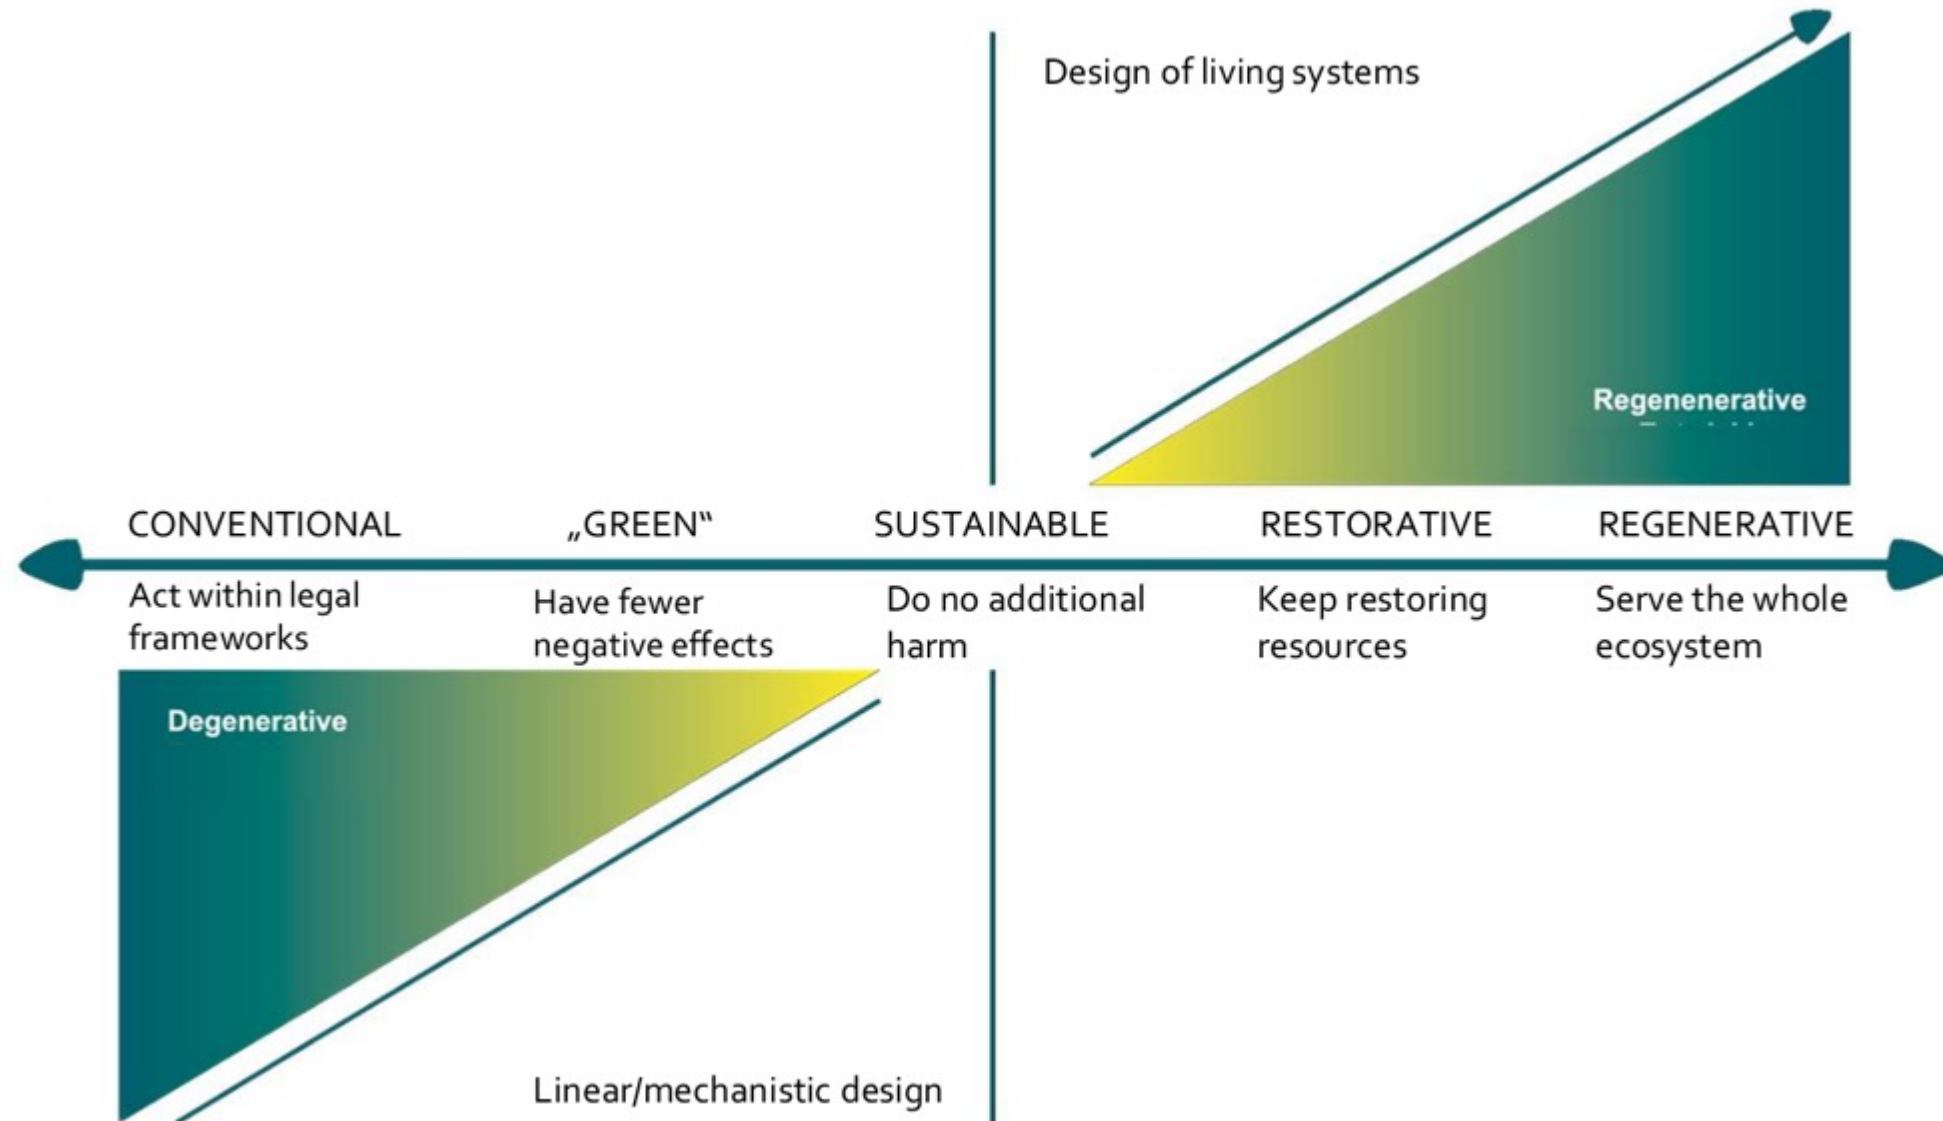 Design of living systems
Regenenerative
CONVENTIONAL
„GREEN“
SUSTAINABLE
RESTORATIVE
REGENERATIVE
Act within legal
frameworks
Have fewer
negative effects
Do no additional
harm
Keep restoring
resources
Serve the whole
ecosystem
Degenerative
Linear/mechanistic design